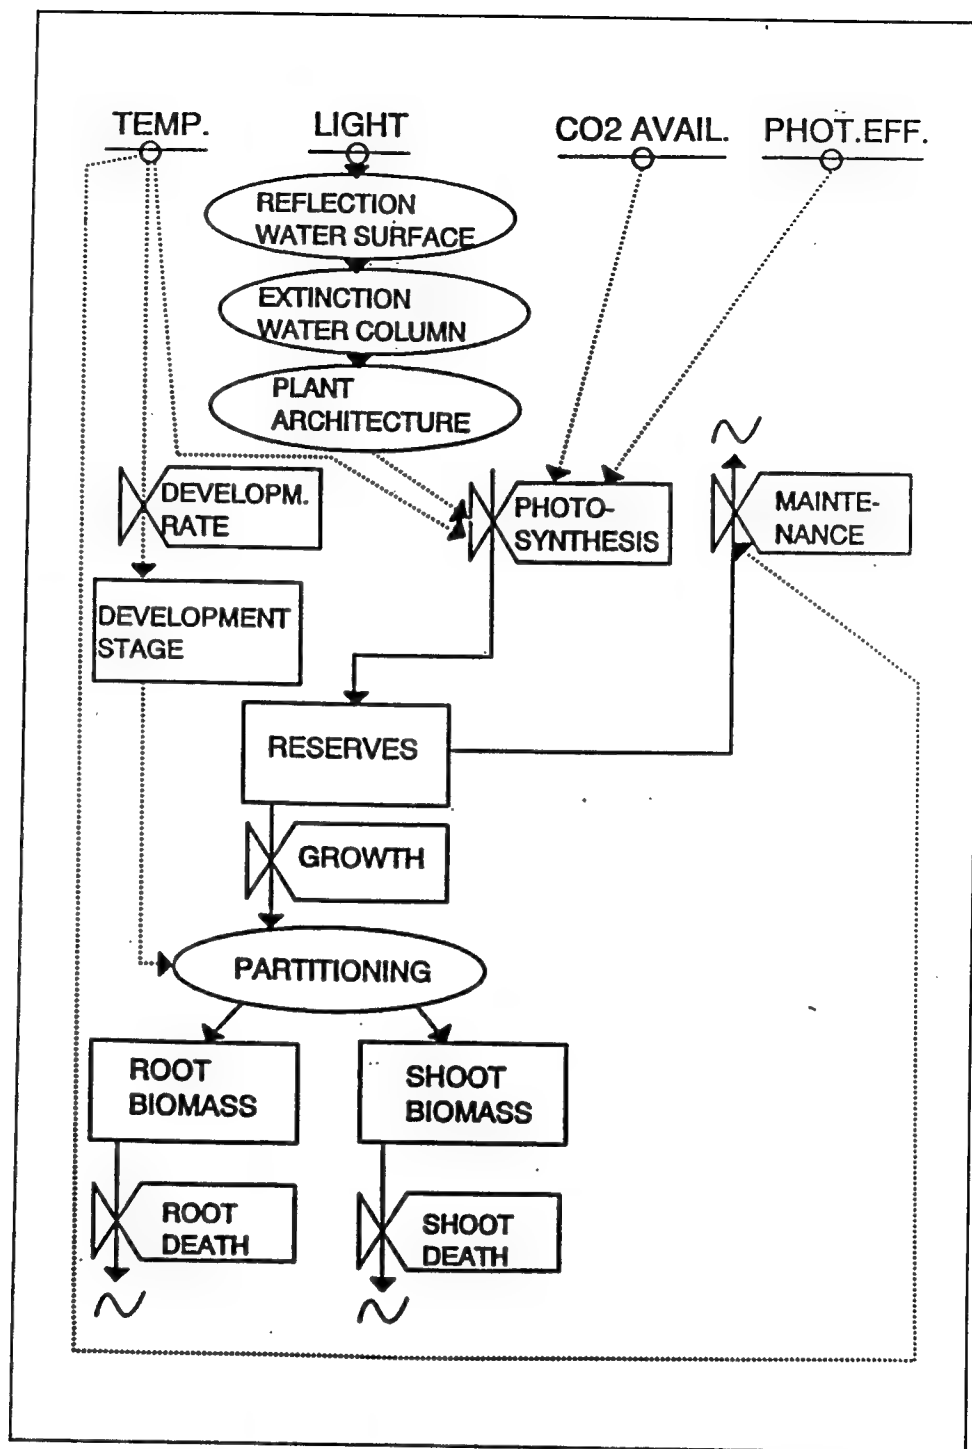 TEMP.
LIGHT
CO2 AVAIL.
PHOT.EFF.
REFLECTION
WATER SURFACE
EXTINCTION
WATER COLUMN
PLANT
ARCHITECTURE
DEVELOPM.
RATE
PHOTO-
SYNTHESIS
MAINTE-
NANCE
DEVELOPMENT
STAGE
RESERVES
GROWTH
PARTITIONING
ROOT
BIOMASS
SHOOT
BIOMASS
ROOT
DEATH
SHOOT
DEATH